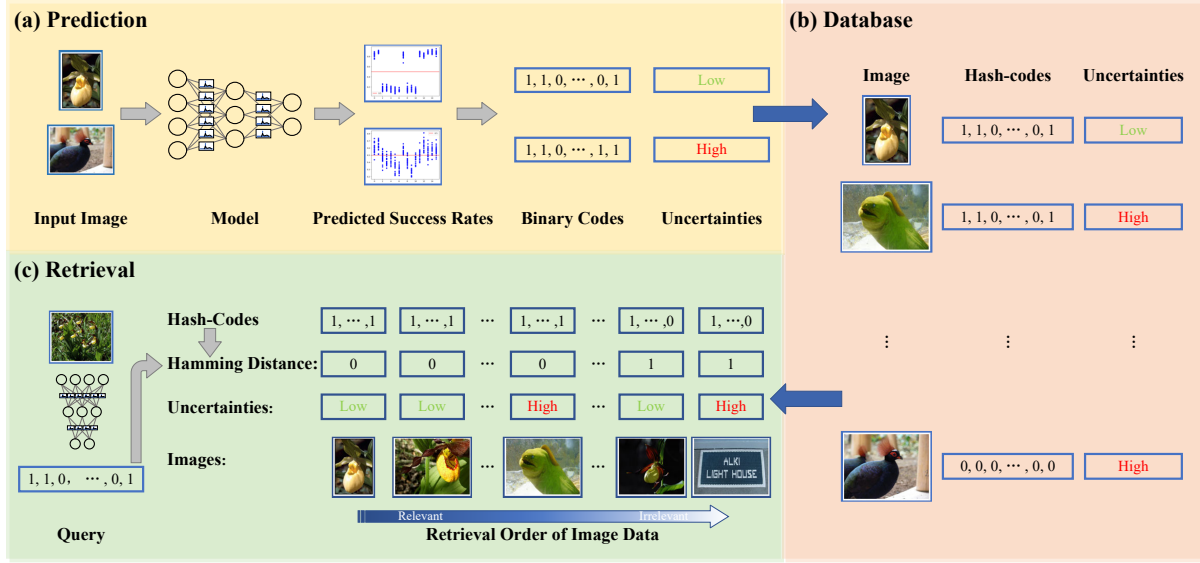 (a) Prediction
1, 1, 0, ··· , 0, 1
Low
1, 1, 0, ··· , 1, 1
High
Input Image
Model
Predicted Success Rates
Binary Codes
Uncertainties
(b) Database
Image
Hash-codes
Uncertainties
1, 1, 0, ··· , 0, 1
Low
1, 1, 0, ··· , 0, 1
High
⋮ ⋮ ⋮
0, 0, 0, ··· , 0, 0
High
(c) Retrieval
Hash-Codes
1, ··· ,1 1, ··· ,1 ··· 1, ··· ,1 ··· 1, ··· ,0 1, ··· ,0
Hamming Distance:
0 0 ··· 0 ··· 1 1
Uncertainties:
Low Low ··· High ··· Low High
Images:
··· ···
ALKI
LIGHT HOUSE
1, 1, 0, ··· , 0, 1
Query
Relevant
Irrelevant
Retrieval Order of Image Data